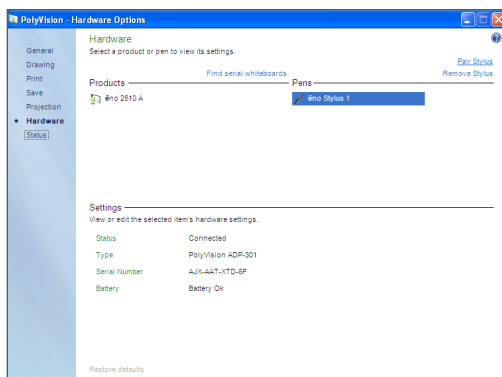 PolyVision - Hardware Options
General
Drawing
Print
Save
Projection
Hardware
Status
Hardware
Select a product or pen to view its settings.
Pair Stylus
Find serial whiteboards
Remove Stylus
Products
Pens
ēno 2610 A
ēno Stylus 1
Settings
View or edit the selected item's hardware settings.
Status Connected
Type PolyVision ADP-301
Serial Number AJX-AAT-XTD-6F
Battery Battery Ok
Restore defaults